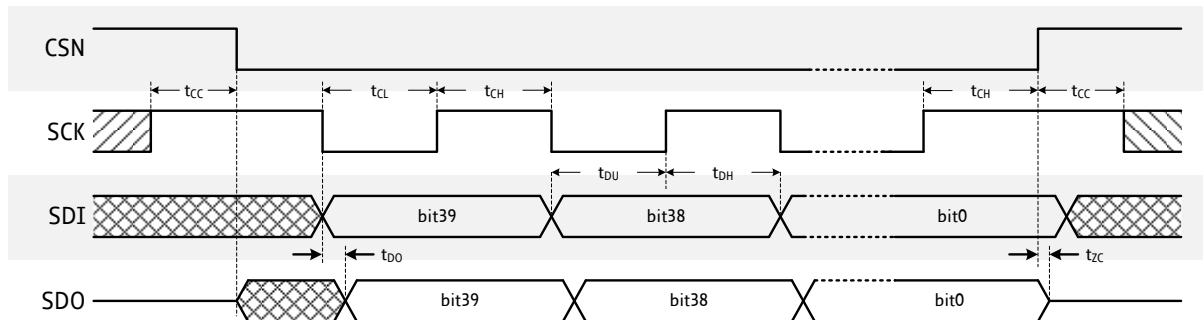 CSN
tCC
tCL
tCH
tCH
tCC
SCK
tDU
tDH
SDI
bit39
bit38
bit0
tDO
tZC
SDO
bit39
bit38
bit0